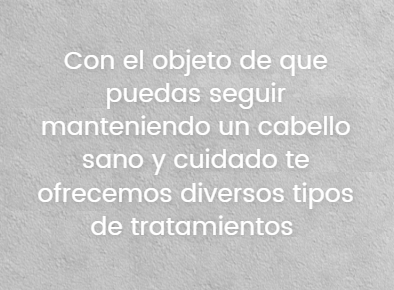 Con el objeto de que
puedas seguir
manteniendo un cabello
sano y cuidado te
ofrecemos diversos tipos
de tratamientos